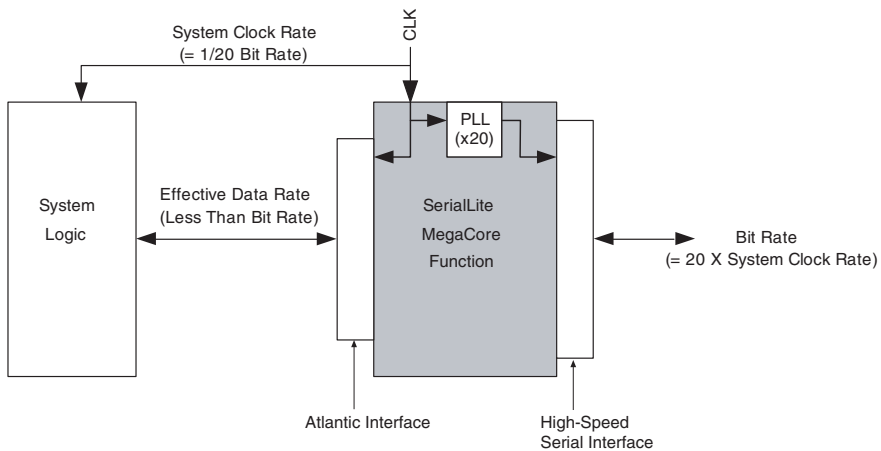 CLK
System Clock Rate
(= 1/20 Bit Rate)
PLL
(x20)
System
Logic
Effective Data Rate
(Less Than Bit Rate)
SerialLite
MegaCore
Function
Bit Rate
(= 20 X System Clock Rate)
Atlantic Interface
High-Speed
Serial Interface